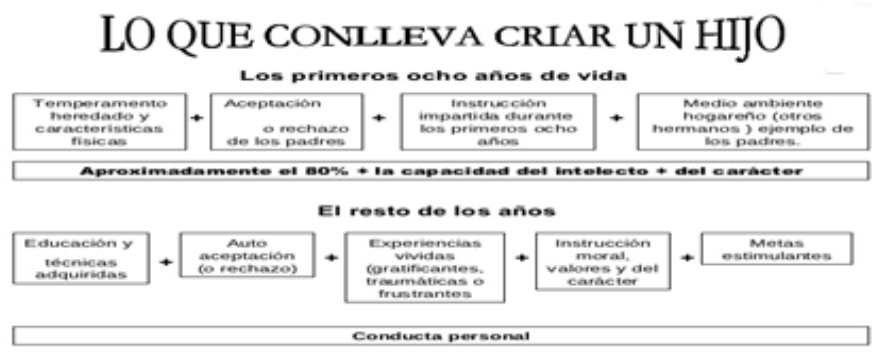 LO QUE CONLLEVA CRIAR UN HIJO
Los primeros ocho años de vida
Temperamento
heredado y
características
físicas
+
Aceptación
o rechazo
de los padres
+
Instrucción
impartida durante
los primeros ocho
años
+
Medio ambiente
hogareño (otros
hermanos ) ejemplo de
los padres.
Aproximadamente el 80% + la capacidad del intelecto + del carácter
El resto de los años
Educación y
técnicas
adquiridas
+
Auto
aceptación
(o rechazo)
+
Experiencias
vividas
(gratificantes,
traumáticas o
frustrantes
+
Instrucción
moral,
valores y del
carácter
+
Metas
estimulantes
Conducta personal